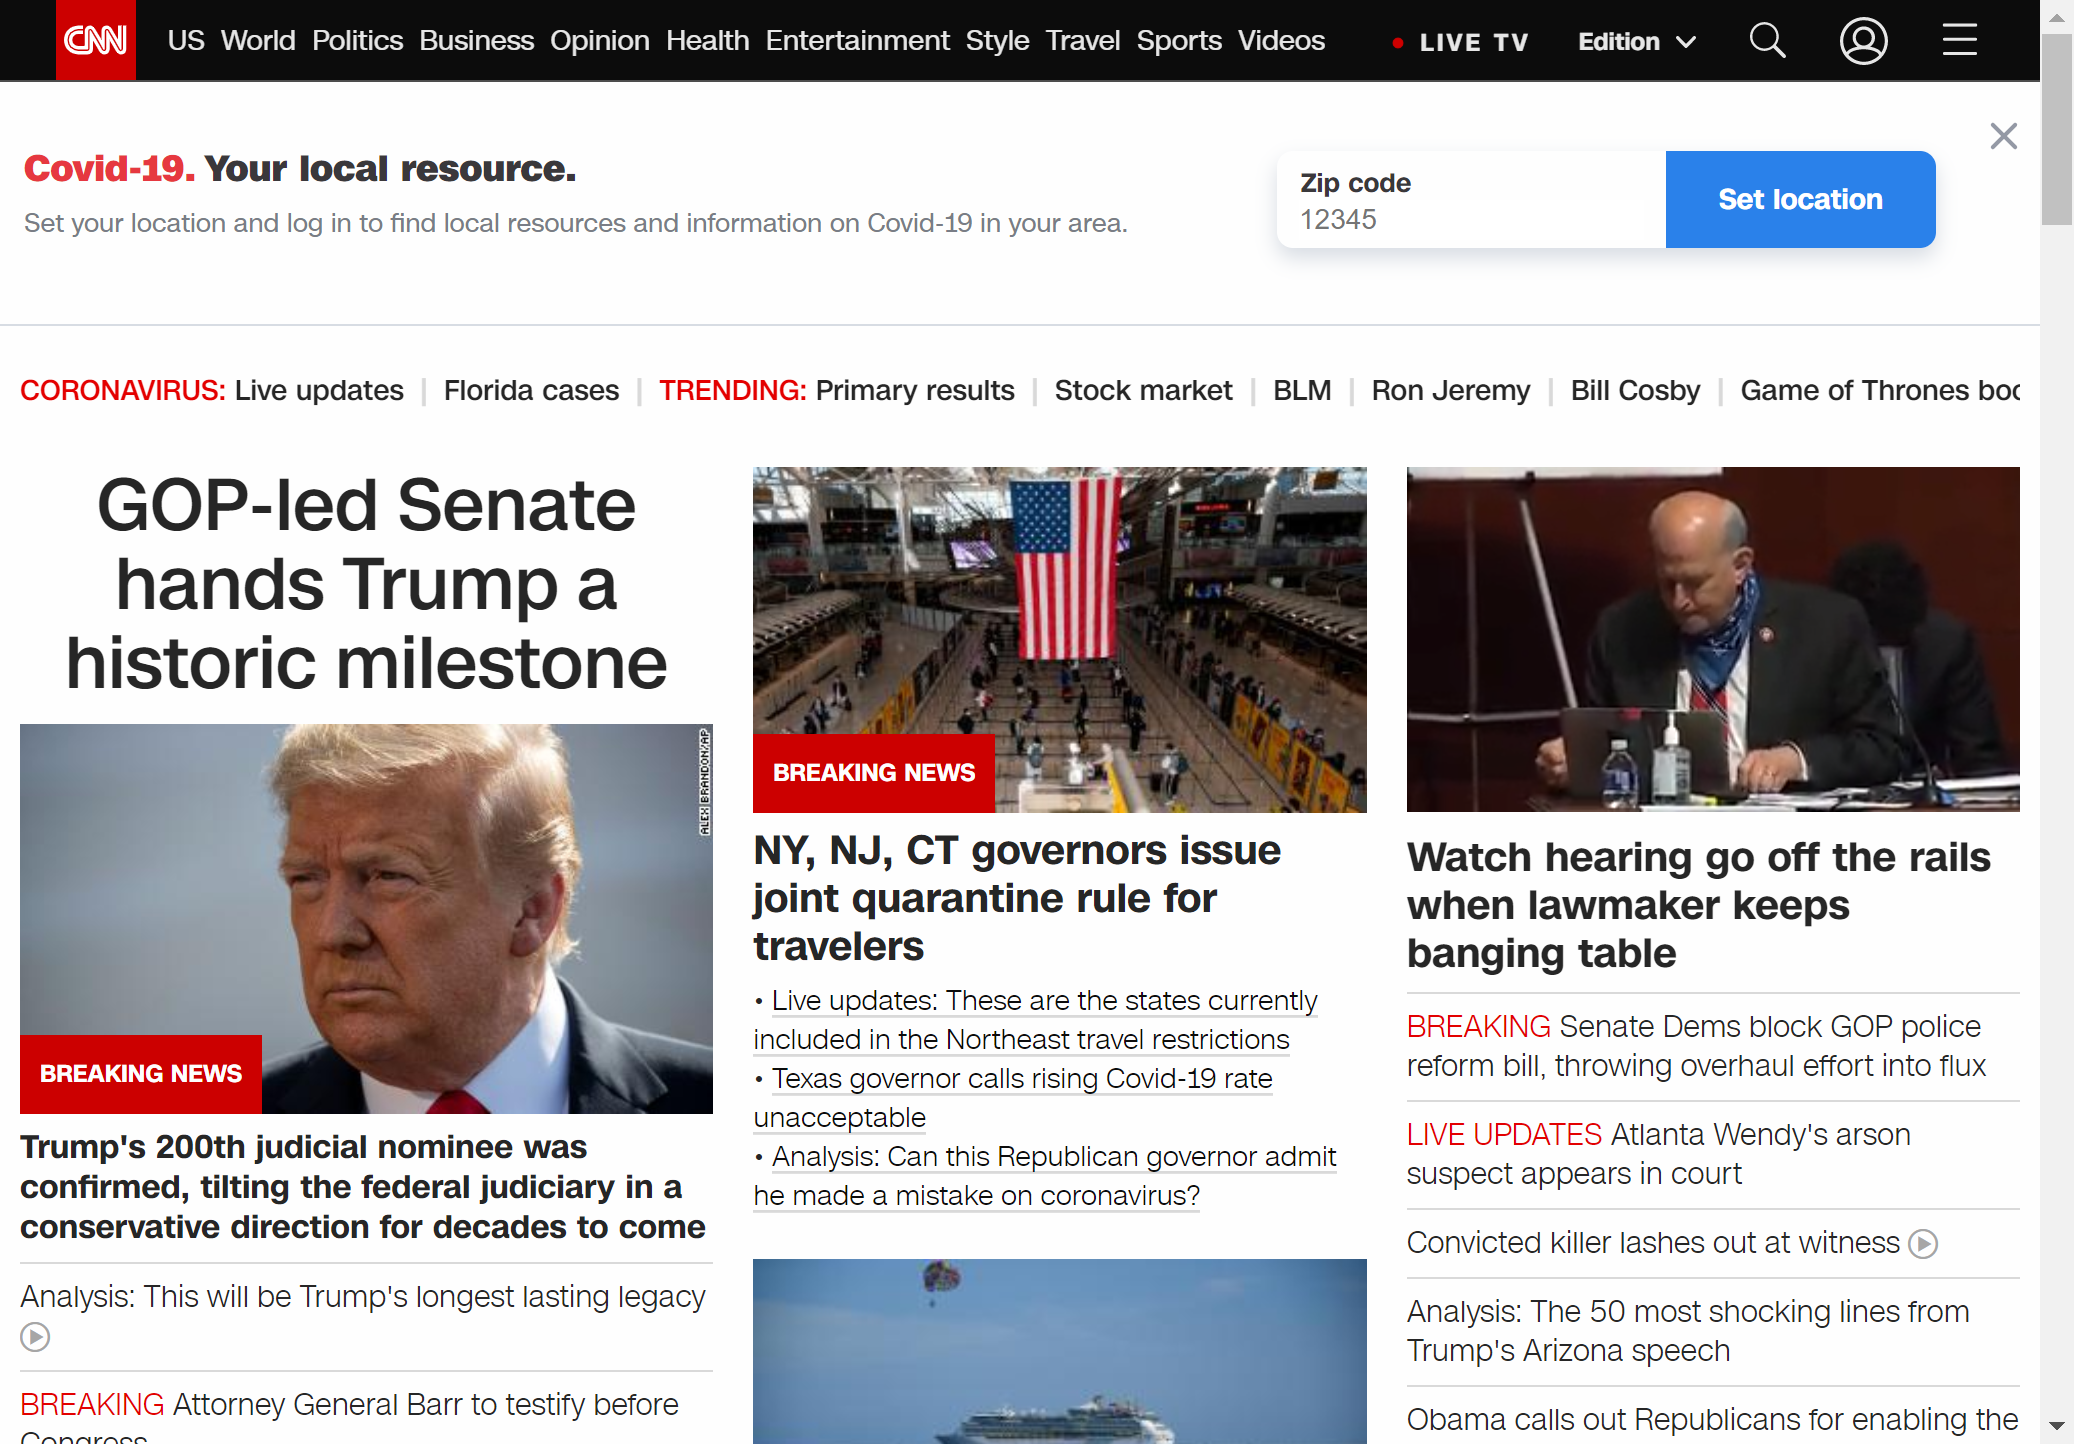 CNN US World Politics Business Opinion Health Entertainment Style Travel Sports Videos LIVE TV Edition
Covid-19. Your local resource.
Set your location and log in to find local resources and information on Covid-19 in your area.
Zip code
12345
Set location
CORONAVIRUS: Live updates | Florida cases | TRENDING: Primary results | Stock market | BLM | Ron Jeremy | Bill Cosby | Game of Thrones boo
GOP-led Senate
hands Trump a
historic milestone
ALEX BRANDON/AP
BREAKING NEWS
Trump's 200th judicial nominee was
confirmed, tilting the federal judiciary in a
conservative direction for decades to come
Analysis: This will be Trump's longest lasting legacy
BREAKING Attorney General Barr to testify before
Congress
BREAKING NEWS
NY, NJ, CT governors issue
joint quarantine rule for
travelers
• Live updates: These are the states currently
included in the Northeast travel restrictions
• Texas governor calls rising Covid-19 rate
unacceptable
• Analysis: Can this Republican governor admit
he made a mistake on coronavirus?
Watch hearing go off the rails
when lawmaker keeps
banging table
BREAKING Senate Dems block GOP police
reform bill, throwing overhaul effort into flux
LIVE UPDATES Atlanta Wendy's arson
suspect appears in court
Convicted killer lashes out at witness
Analysis: The 50 most shocking lines from
Trump's Arizona speech
Obama calls out Republicans for enabling the